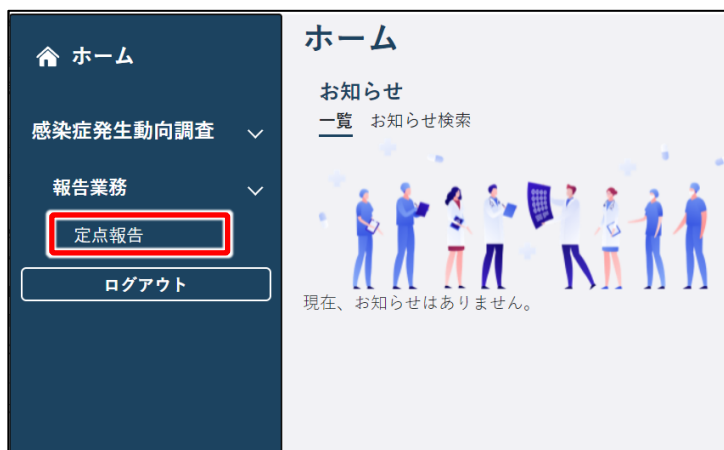 ホーム
感染症発生動向調査
報告業務
定点報告
ログアウト
ホーム
お知らせ
一覧 お知らせ検索
現在、お知らせはありません。